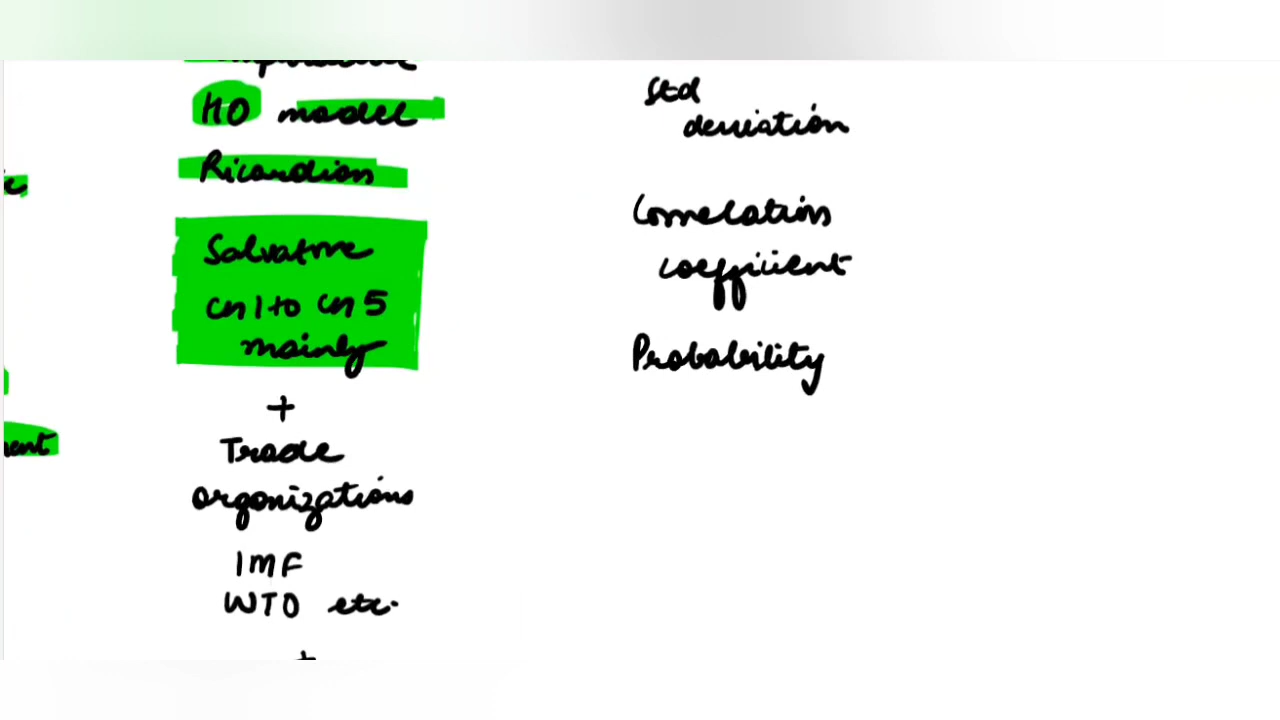 HO model
Ricardian
Salvatore
Ch 1 to Ch 5
mainly
+
Trade
organizations
IMF
WTO etc.
+
Std
deviation
Correlation
coefficient
Probability